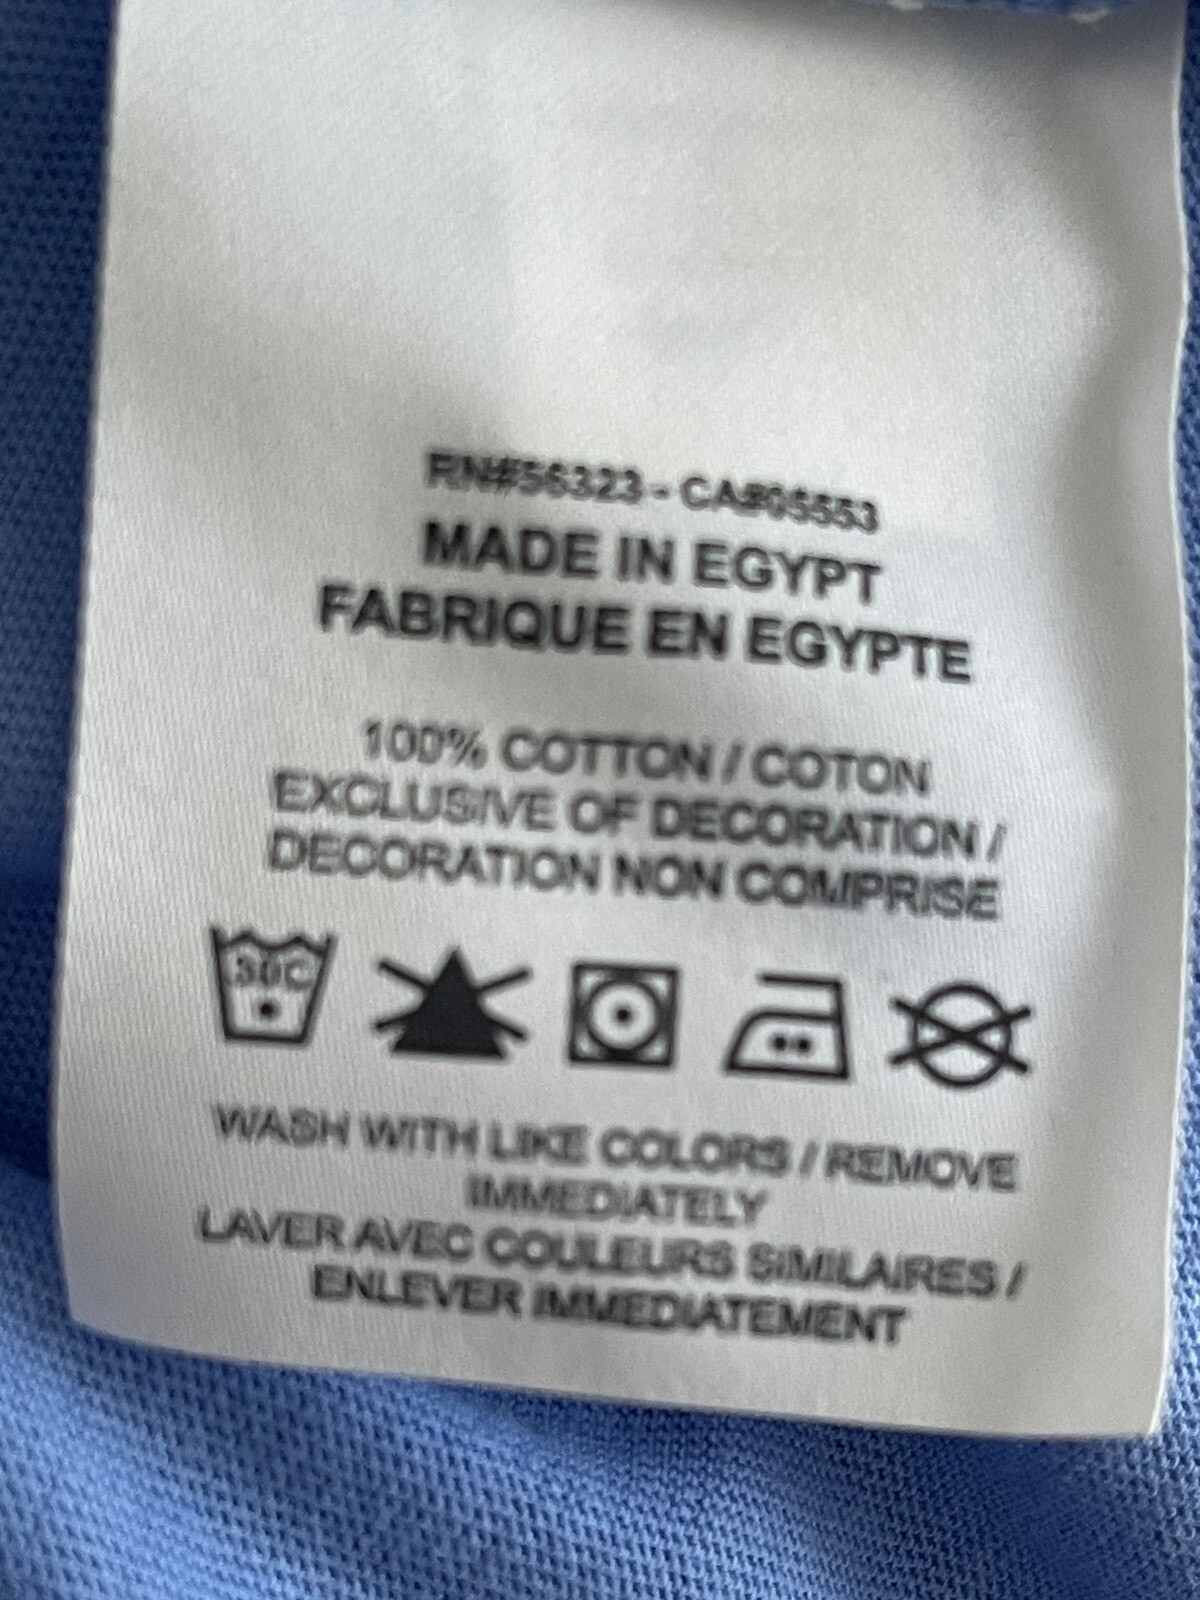 RN#56323 - CA#05553
MADE IN EGYPT
FABRIQUE EN EGYPTE
100% COTTON / COTON
EXCLUSIVE OF DECORATION /
DECORATION NON COMPRISE
30C
WASH WITH LIKE COLORS / REMOVE
IMMEDIATELY
LAVER AVEC COULEURS SIMILAIRES /
ENLEVER IMMEDIATEMENT